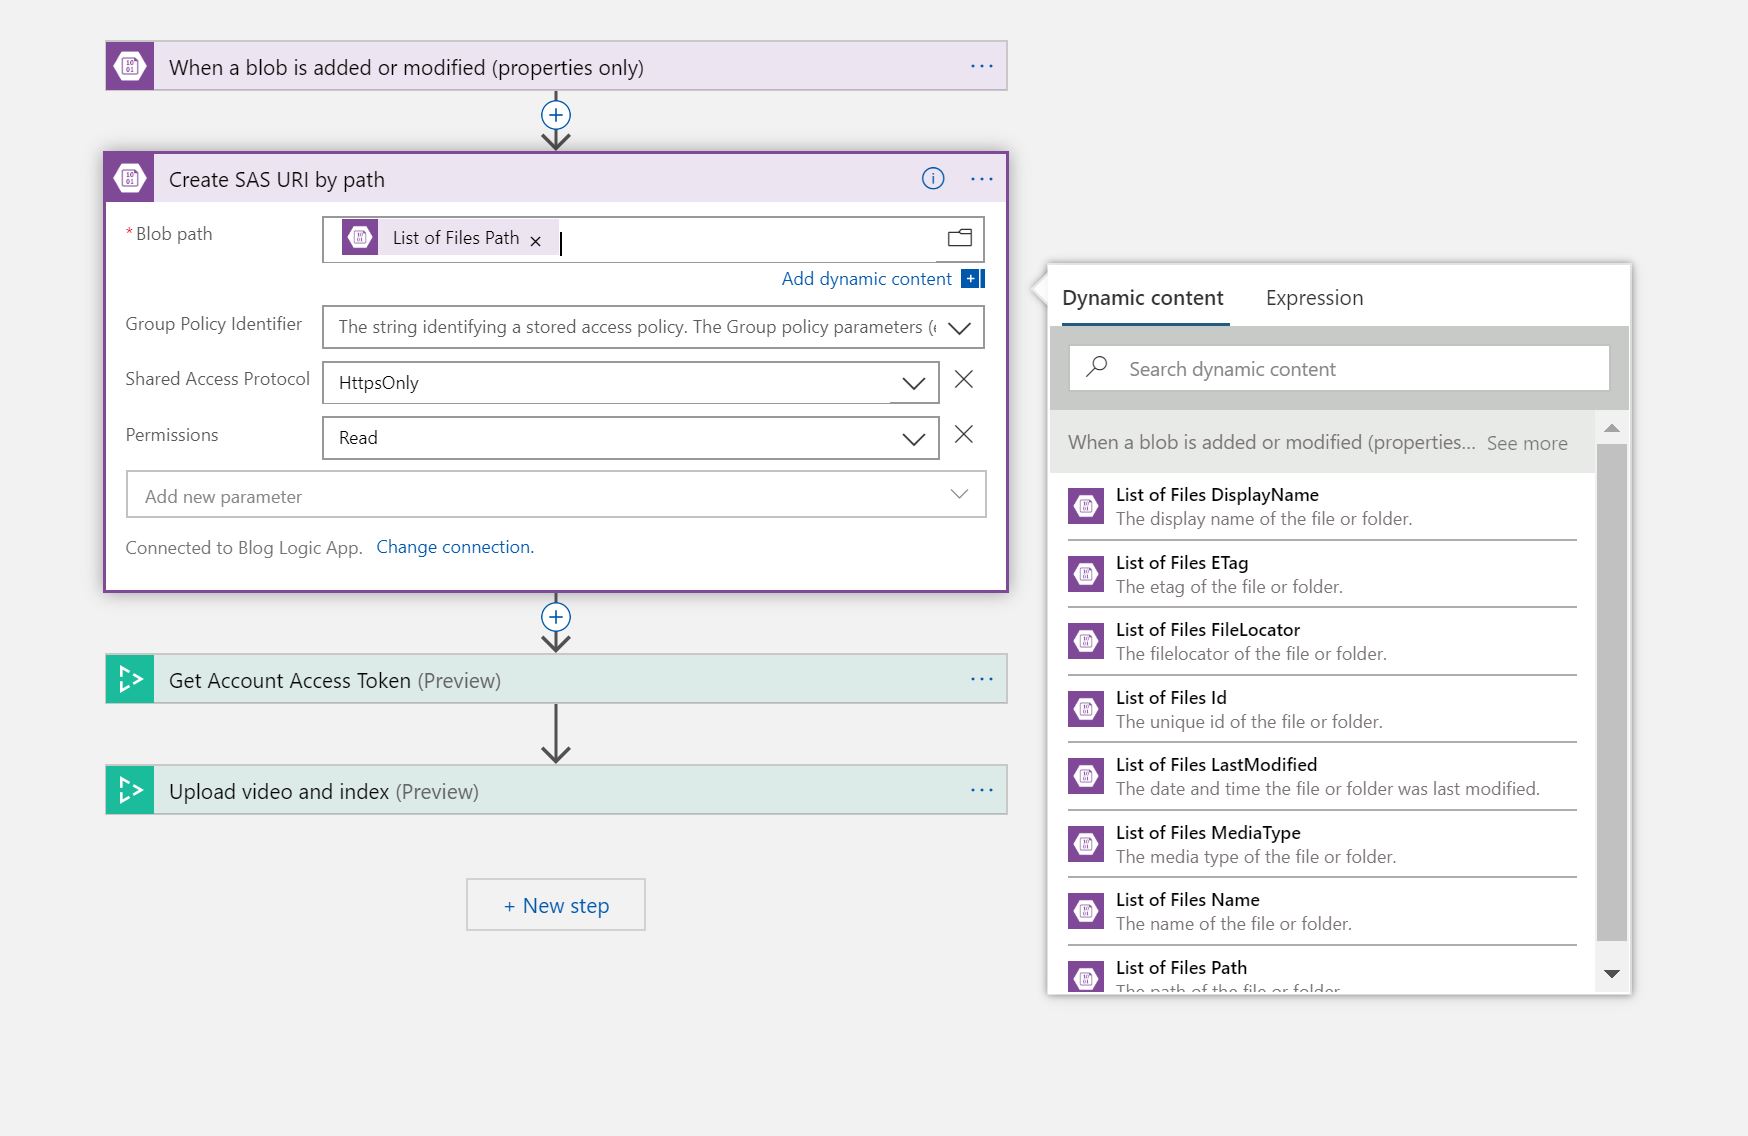 When a blob is added or modified (properties only)
Create SAS URI by path
* Blob path
List of Files Path
Add dynamic content
Group Policy Identifier
The string identifying a stored access policy. The Group policy parameters (e
Shared Access Protocol
HttpsOnly
Permissions
Read
Add new parameter
Connected to Blog Logic App. Change connection.
Get Account Access Token (Preview)
Upload video and index (Preview)
+ New step
Dynamic content
Expression
Search dynamic content
When a blob is added or modified (properties... See more
List of Files DisplayName
The display name of the file or folder.
List of Files ETag
The etag of the file or folder.
List of Files FileLocator
The filelocator of the file or folder.
List of Files Id
The unique id of the file or folder.
List of Files LastModified
The date and time the file or folder was last modified.
List of Files MediaType
The media type of the file or folder.
List of Files Name
The name of the file or folder.
List of Files Path
The path of the file or folder.